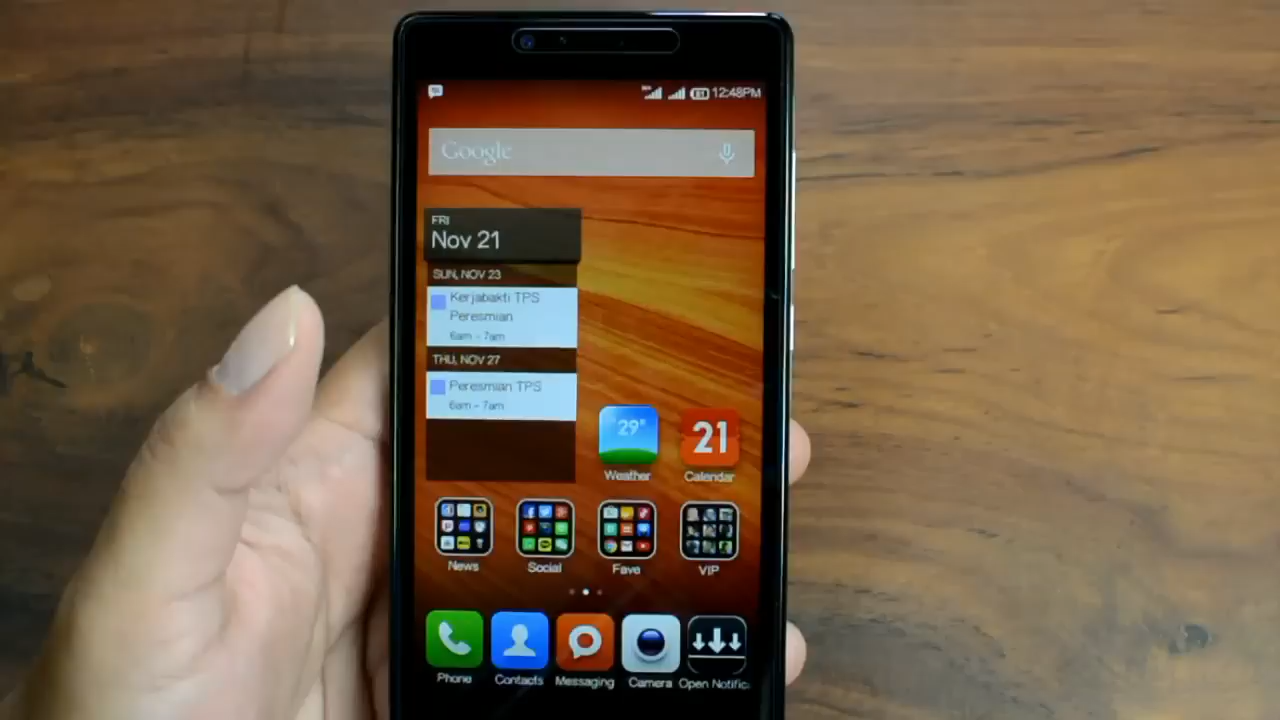 12:48PM
Google
FRI
Nov 21
SUN, NOV 23
Kerjabakti TPS
Peresmian
6am - 7am
THU, NOV 27
Peresmian TPS
6am - 7am
29°
21
Weather
Calendar
News
Social
Fave
VIP
Phone
Contacts
Messaging
Camera
Open Notific